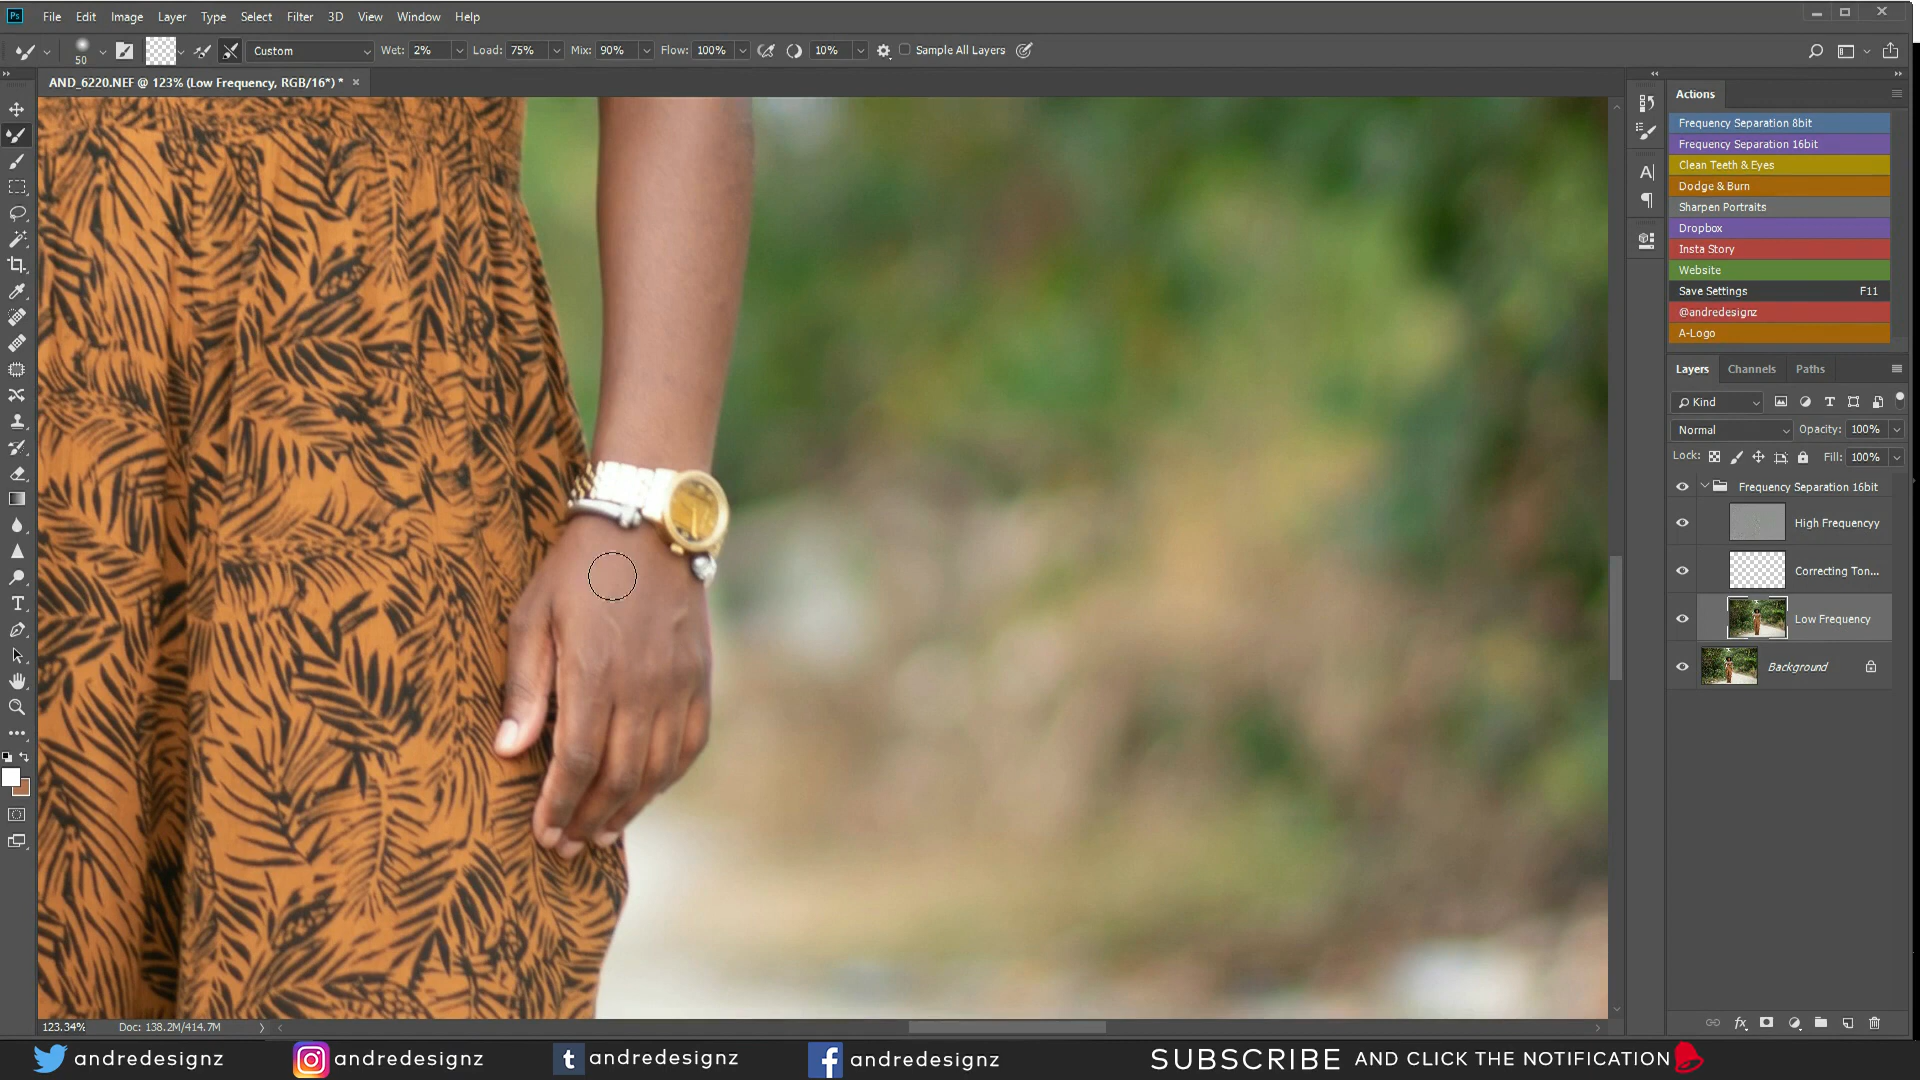 Ps File Edit Image Layer Type Select Filter 3D View Window Help
50 Custom Wet: 2% Load: 75% Mix: 90% Flow: 100% 10% Sample All Layers
AND_6220.NEF @ 123% (Low Frequency, RGB/16*) * ×
Actions
Frequency Separation 8bit
Frequency Separation 16bit
Clean Teeth & Eyes
Dodge & Burn
Sharpen Portraits
Dropbox
Insta Story
Website
Save Settings F11
@andredesignz
A-Logo
Layers Channels Paths
Kind
Normal Opacity: 100%
Lock: Fill: 100%
Frequency Separation 16bit
High Frequencyy
Correcting Ton...
Low Frequency
Background
123.34% Doc: 138.2M/414.7M
andredesignz andredesignz andredesignz andredesignz SUBSCRIBE AND CLICK THE NOTIFICATION